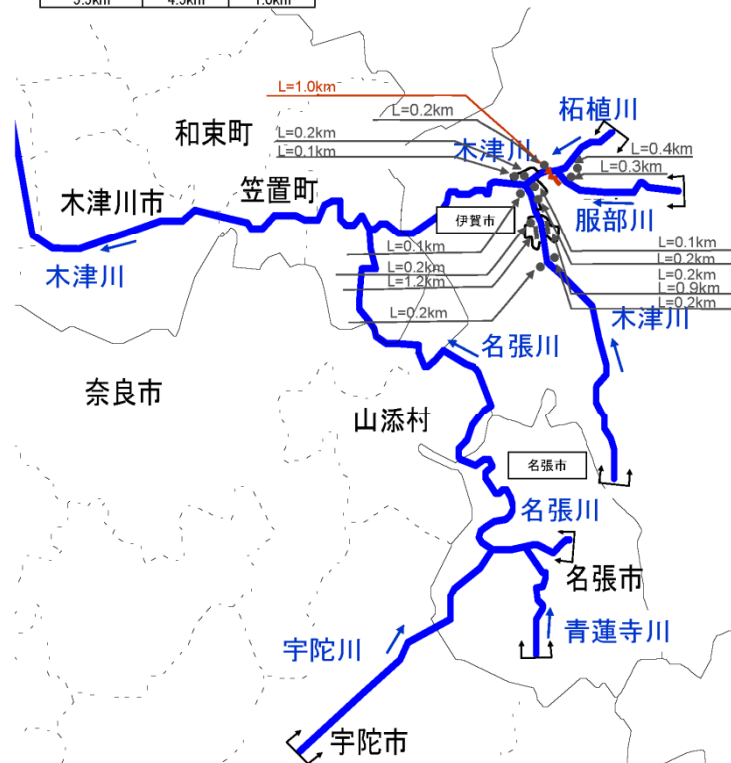 L=1.0km
L=0.2km
柘植川
和束町
L=0.2km
木津川
L=0.4km
L=0.1km
L=0.3km
笠置町
木津川市
伊賀市
服部川
L=0.1km
L=0.1km
L=0.2km
木津川
L=0.2km
L=0.2km
L=1.2km
L=0.9km
L=0.2km
L=0.2km
木津川
名張川
奈良市
山添村
名張市
名張川
名張市
青蓮寺川
宇陀川
宇陀市